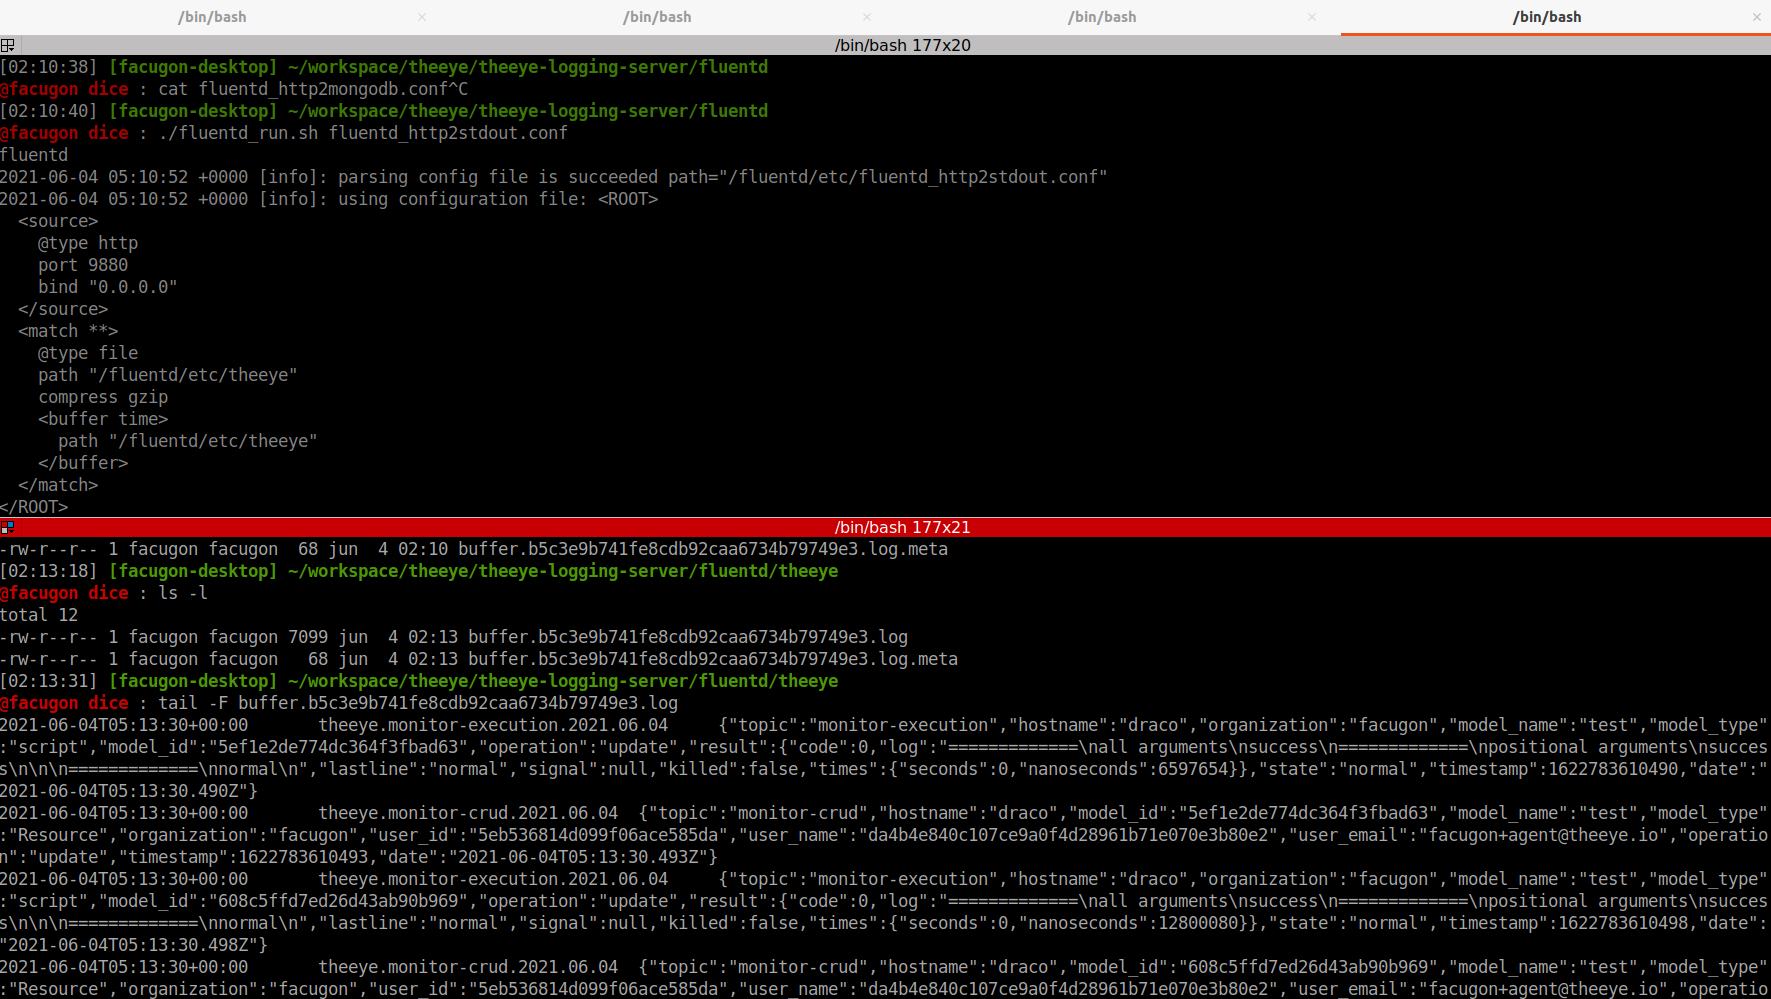 /bin/bash × /bin/bash × /bin/bash × /bin/bash ×
/bin/bash 177x20
[02:10:38] [facugon-desktop] ~/workspace/theeye/theeye-logging-server/fluentd
@facugon dice : cat fluentd_http2mongodb.conf^C
[02:10:40] [facugon-desktop] ~/workspace/theeye/theeye-logging-server/fluentd
@facugon dice : ./fluentd_run.sh fluentd_http2stdout.conf
fluentd
2021-06-04 05:10:52 +0000 [info]: parsing config file is succeeded path="/fluentd/etc/fluentd_http2stdout.conf"
2021-06-04 05:10:52 +0000 [info]: using configuration file: <ROOT>
  <source>
    @type http
    port 9880
    bind "0.0.0.0"
  </source>
  <match **>
    @type file
    path "/fluentd/etc/theeye"
    compress gzip
    <buffer time>
      path "/fluentd/etc/theeye"
    </buffer>
  </match>
</ROOT>
/bin/bash 177x21
-rw-r--r-- 1 facugon facugon  68 jun  4 02:10 buffer.b5c3e9b741fe8cdb92caa6734b79749e3.log.meta
[02:13:18] [facugon-desktop] ~/workspace/theeye/theeye-logging-server/fluentd/theeye
@facugon dice : ls -l
total 12
-rw-r--r-- 1 facugon facugon 7099 jun  4 02:13 buffer.b5c3e9b741fe8cdb92caa6734b79749e3.log
-rw-r--r-- 1 facugon facugon   68 jun  4 02:13 buffer.b5c3e9b741fe8cdb92caa6734b79749e3.log.meta
[02:13:31] [facugon-desktop] ~/workspace/theeye/theeye-logging-server/fluentd/theeye
@facugon dice : tail -F buffer.b5c3e9b741fe8cdb92caa6734b79749e3.log
2021-06-04T05:13:30+00:00       theeye.monitor-execution.2021.06.04     {"topic":"monitor-execution","hostname":"draco","organization":"facugon","model_name":"test","model_type"
:"script","model_id":"5ef1e2de774dc364f3fbad63","operation":"update","result":{"code":0,"log":"=============\nall arguments\nsuccess\n=============\npositional arguments\nsucces
s\n\n\n=============\nnormal\n","lastline":"normal","signal":null,"killed":false,"times":{"seconds":0,"nanoseconds":6597654}},"state":"normal","timestamp":1622783610490,"date":"
2021-06-04T05:13:30.490Z"}
2021-06-04T05:13:30+00:00       theeye.monitor-crud.2021.06.04  {"topic":"monitor-crud","hostname":"draco","model_id":"5ef1e2de774dc364f3fbad63","model_name":"test","model_type"
:"Resource","organization":"facugon","user_id":"5eb536814d099f06ace585da","user_name":"da4b4e840c107ce9a0f4d28961b71e070e3b80e2","user_email":"facugon+agent@theeye.io","operatio
n":"update","timestamp":1622783610493,"date":"2021-06-04T05:13:30.493Z"}
2021-06-04T05:13:30+00:00       theeye.monitor-execution.2021.06.04     {"topic":"monitor-execution","hostname":"draco","organization":"facugon","model_name":"test","model_type"
:"script","model_id":"608c5ffd7ed26d43ab90b969","operation":"update","result":{"code":0,"log":"=============\nall arguments\nsuccess\n=============\npositional arguments\nsucces
s\n\n\n=============\nnormal\n","lastline":"normal","signal":null,"killed":false,"times":{"seconds":0,"nanoseconds":12800080}},"state":"normal","timestamp":1622783610498,"date":
"2021-06-04T05:13:30.498Z"}
2021-06-04T05:13:30+00:00       theeye.monitor-crud.2021.06.04  {"topic":"monitor-crud","hostname":"draco","model_id":"608c5ffd7ed26d43ab90b969","model_name":"test","model_type"
:"Resource","organization":"facugon","user_id":"5eb536814d099f06ace585da","user_name":"da4b4e840c107ce9a0f4d28961b71e070e3b80e2","user_email":"facugon+agent@theeye.io","operatio